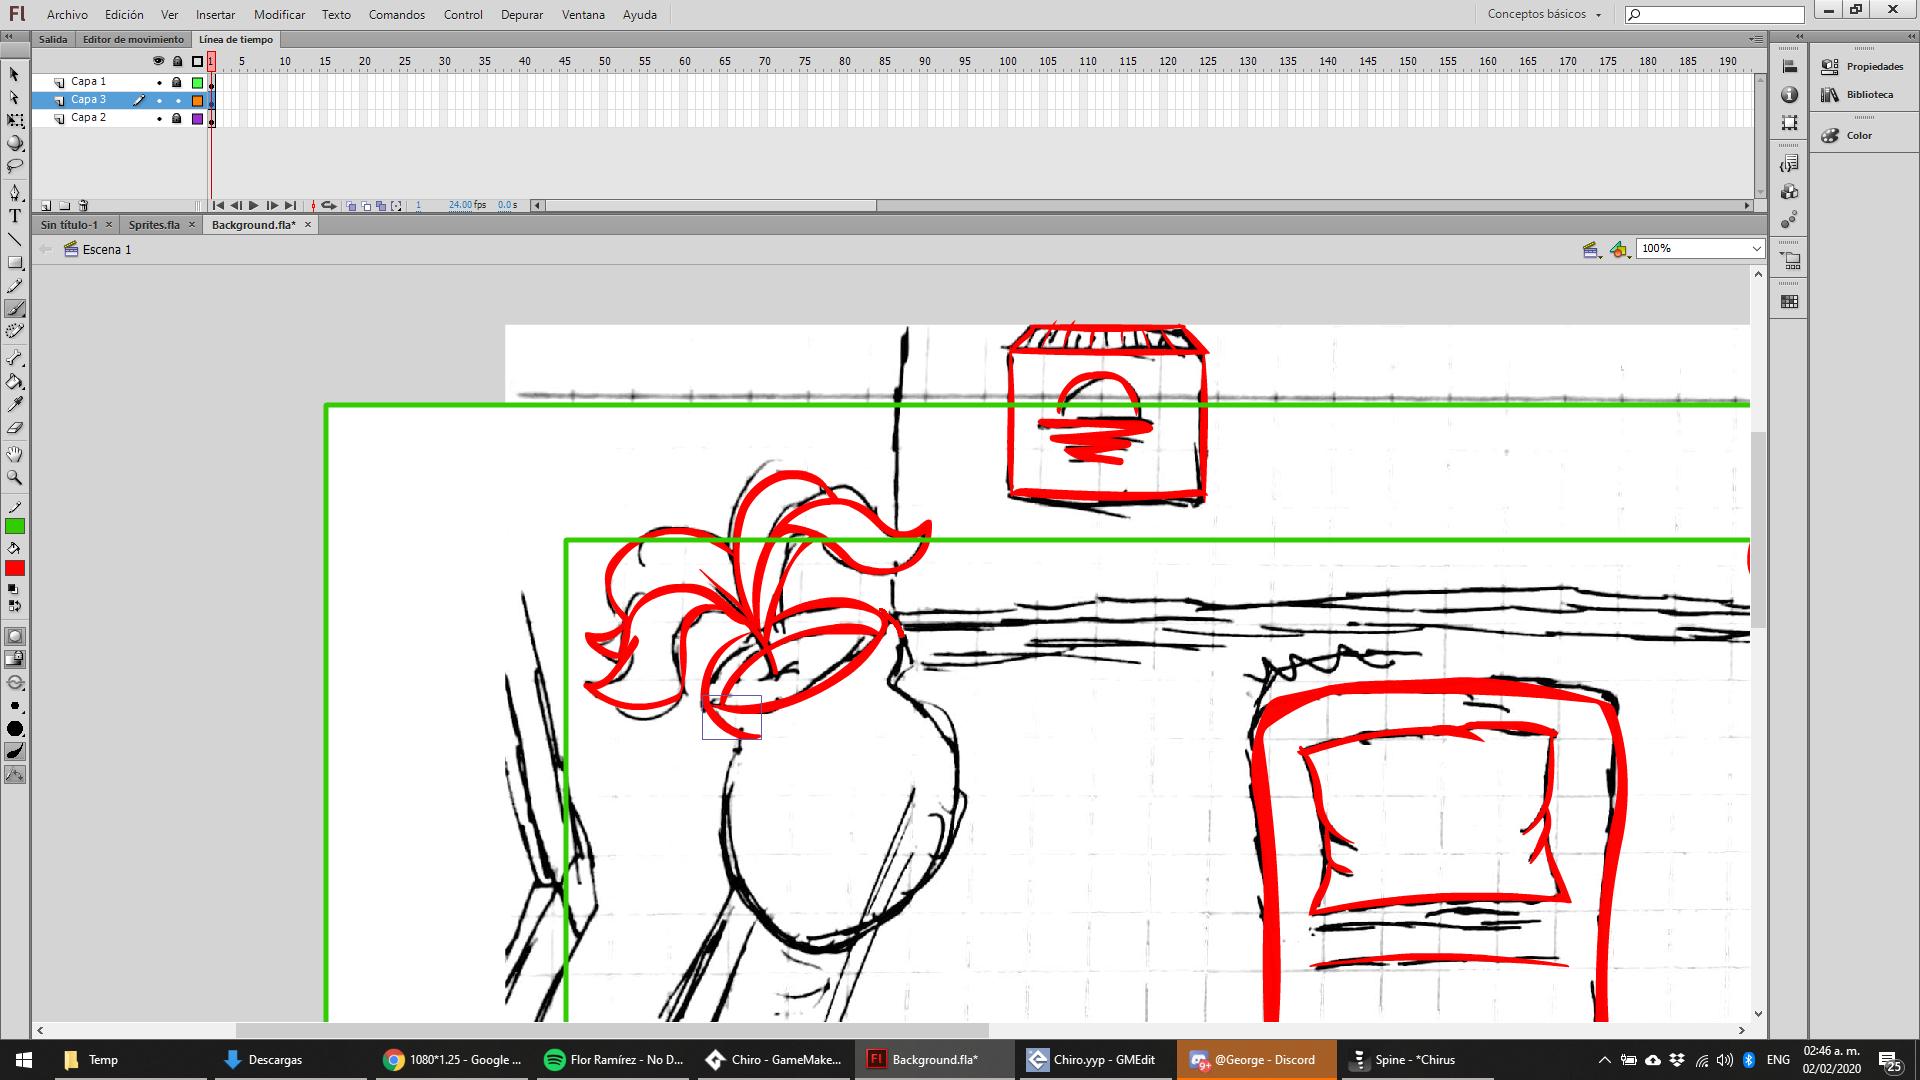 Fl Archivo Edición Ver Insertar Modificar Texto Comandos Control Depurar Ventana Ayuda Conceptos básicos
Salida Editor de movimiento Línea de tiempo
1 5 10 15 20 25 30 35 40 45 50 55 60 65 70 75 80 85 90 95 100 105 110 115 120 125 130 135 140 145 150 155 160 165 170 175 180 185 190
Capa 1
Capa 3
Capa 2
1 24.00 fps 0.0 s
Sin título-1 Sprites.fla Background.fla*
Escena 1 100%
Propiedades
Biblioteca
Color
T
Temp Descargas 1080*1.25 - Google ... Flor Ramírez - No D... Chiro - GameMake... Fl Background.fla* Chiro.yyp - GMEdit 9+ @George - Discord Spine - *Chirus ENG 02:46 a. m.
02/02/2020 25